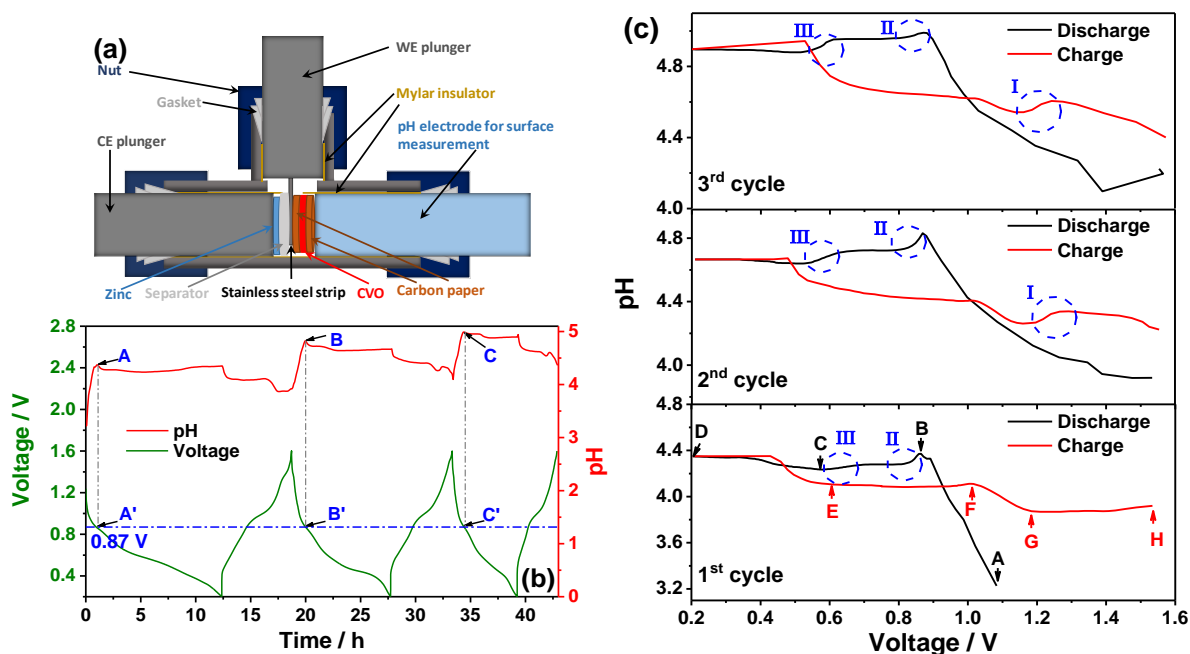 (a)
WE plunger
Nut
Gasket
Mylar insulator
CE plunger
pH electrode for surface
measurement
Zinc
Separator
Stainless steel strip
CVO
Carbon paper
2.8
2.4
2.0
1.6
1.2
0.8
0.4
Voltage / V
A
B
C
pH
Voltage
A'
B'
C'
0.87 V
(b)
5
4
3
2
1
0
pH
0
5
10
15
20
25
30
35
40
Time / h
(c)
III
II
I
Discharge
Charge
3rd cycle
4.8
4.4
4.0
III
II
I
Discharge
Charge
2nd cycle
4.8
4.4
4.0
pH
D
C
III
II
B
Discharge
Charge
E
F
G
H
A
1st cycle
4.8
4.4
4.0
3.6
3.2
0.2
0.4
0.6
0.8
1.0
1.2
1.4
1.6
Voltage / V